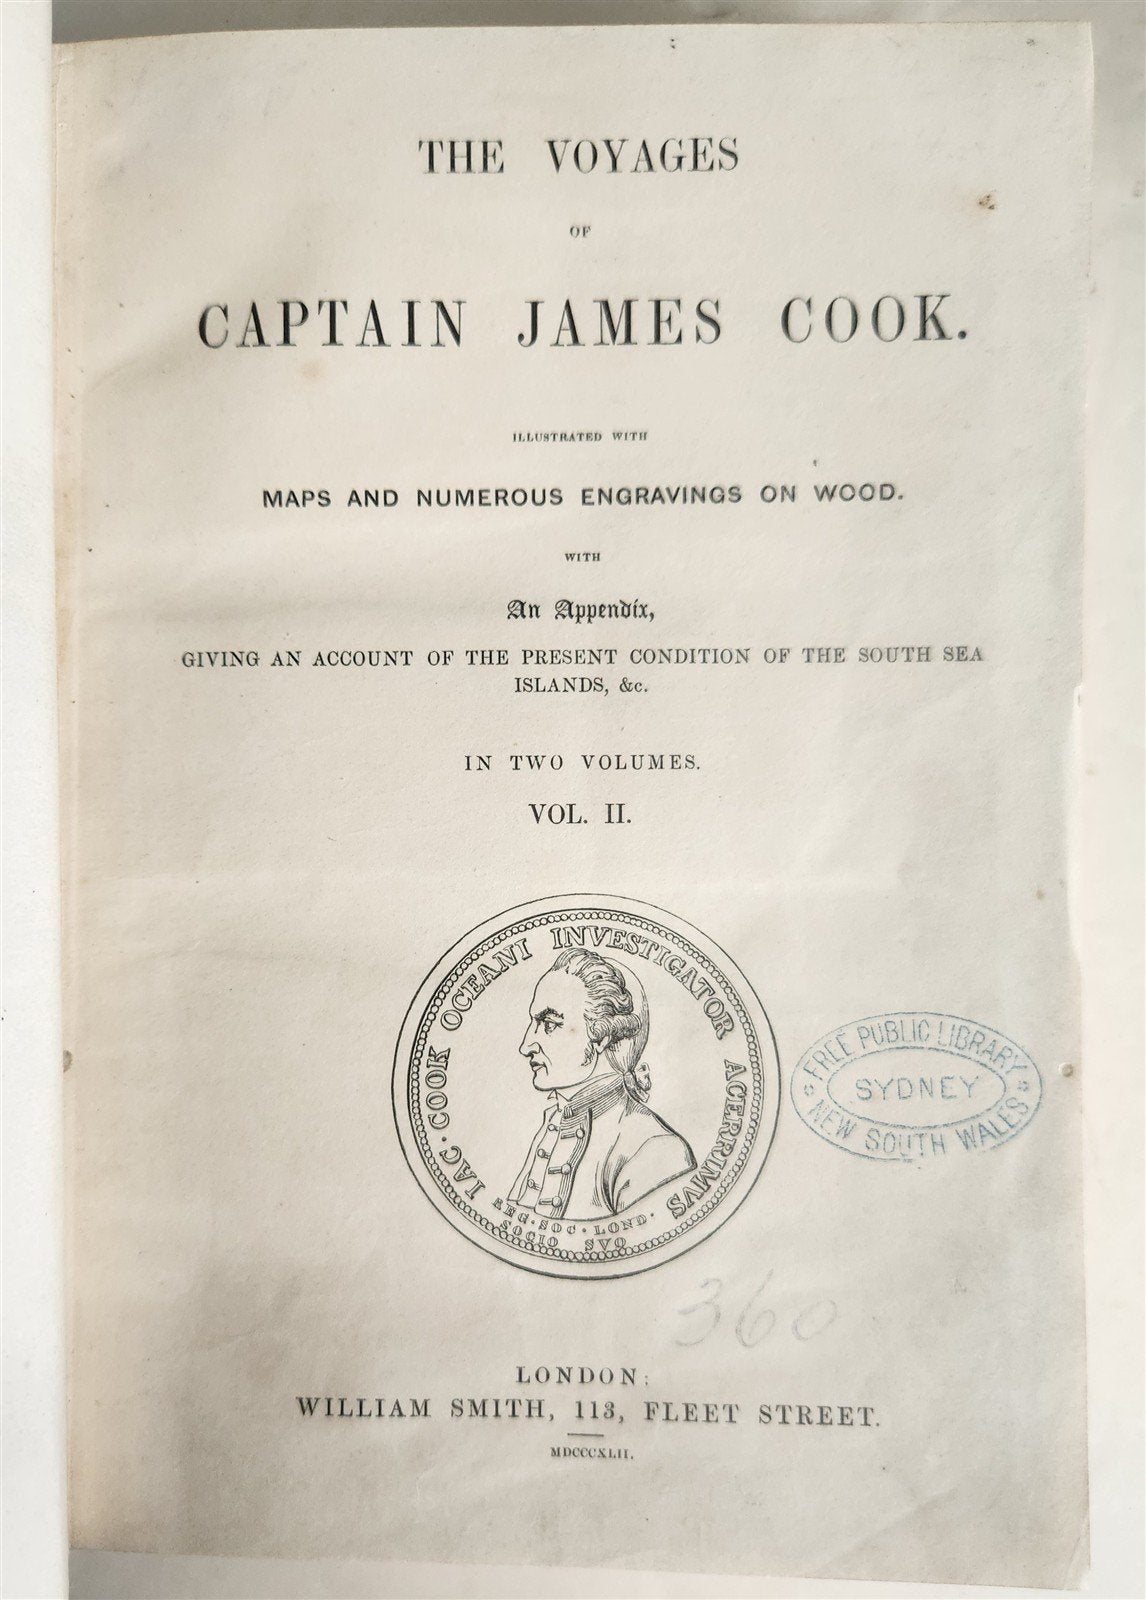 THE VOYAGES
OF
CAPTAIN JAMES COOK.
ILLUSTRATED WITH
MAPS AND NUMEROUS ENGRAVINGS ON WOOD.
WITH
An Appendix,
GIVING AN ACCOUNT OF THE PRESENT CONDITION OF THE SOUTH SEA
ISLANDS, &c.
IN TWO VOLUMES.
VOL. II.
IAC. COOK OCEANI INVESTIGATOR ACERRIMVS
REG. SOC. LOND.
SOCIO SVO
FREE PUBLIC LIBRARY
SYDNEY
NEW SOUTH WALES
360
LONDON:
WILLIAM SMITH, 113, FLEET STREET.
MDCCCXLII.